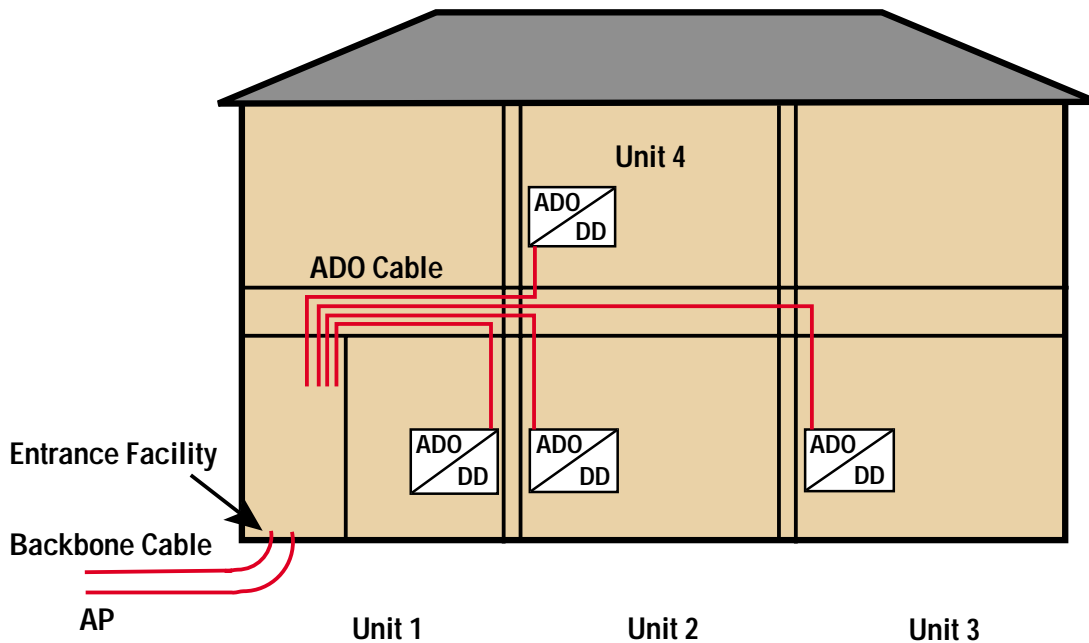 Unit 4
ADO
DD
ADO Cable
ADO
DD
ADO
DD
ADO
DD
Entrance Facility
Backbone Cable
AP
Unit 1
Unit 2
Unit 3